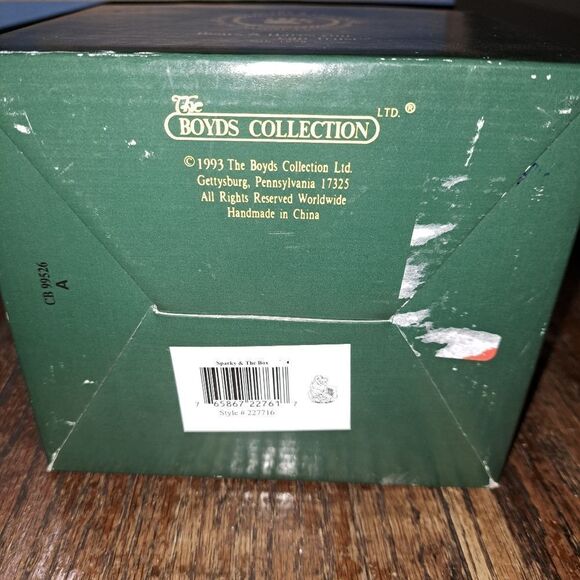 The
BOYDS COLLECTION LTD.®
© 1993 The Boyds Collection Ltd.
Gettysburg, Pennsylvania 17325
All Rights Reserved Worldwide
Handmade in China
CB 99526
A
Sparky & The Box
7 65867 22761 7
Style # 227716